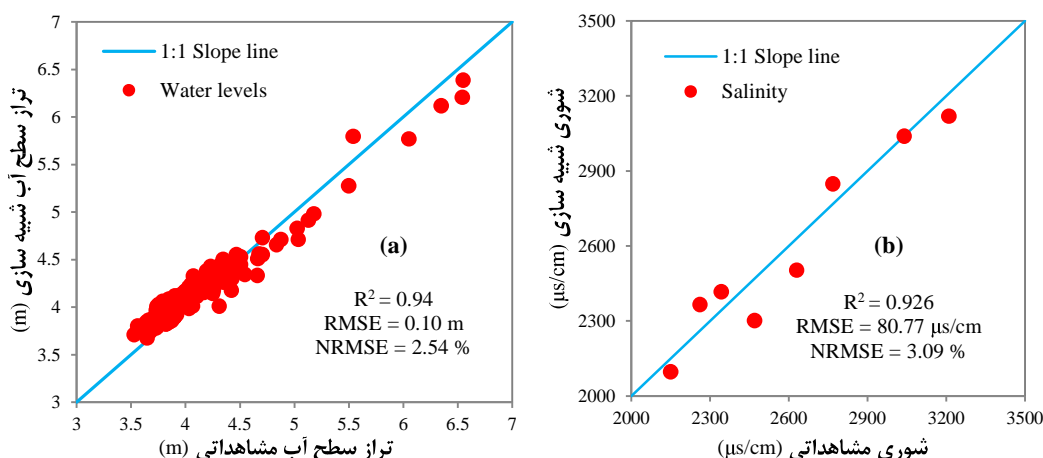 (a)
7
6.5
6
5.5
5
4.5
4
3.5
3
3 3.5 4 4.5 5 5.5 6 6.5 7
1:1 Slope line
Water levels
(a)
R² = 0.94
RMSE = 0.10 m
NRMSE = 2.54 %
تراز سطح آب شبیه سازی (m)
تراز سطح آب مشاهداتی (m)
(b)
3500
3200
2900
2600
2300
2000
2000 2300 2600 2900 3200 3500
1:1 Slope line
Salinity
(b)
R² = 0.926
RMSE = 80.77 μs/cm
NRMSE = 3.09 %
شوری شبیه سازی (μs/cm)
شوری مشاهداتی (μs/cm)